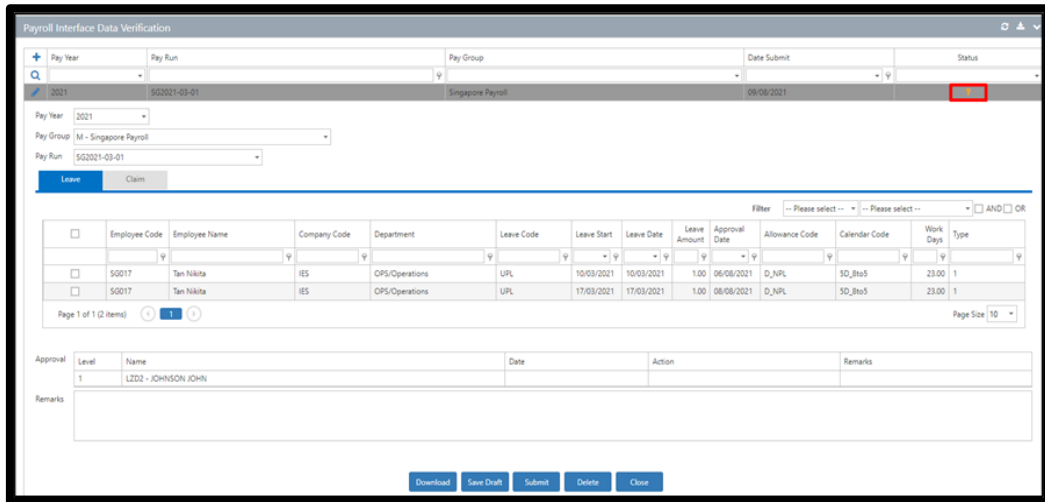 Payroll Interface Data Verification
Pay Year Pay Run Pay Group Date Submit Status
2021 SG2021-03-01 Singapore Payroll 09/08/2021 ?
Pay Year 2021
Pay Group M - Singapore Payroll
Pay Run SG2021-03-01
Leave Claim
Filter -- Please select -- -- Please select -- AND OR
Employee Code Employee Name Company Code Department Leave Code Leave Start Leave Date Leave Amount Approval Date Allowance Code Calendar Code Work Days Type
SG017 Tan Nikita IES OPS/Operations UPL 10/03/2021 10/03/2021 1.00 06/08/2021 D_NPL 5D_8to5 23.00 1
SG017 Tan Nikita IES OPS/Operations UPL 17/03/2021 17/03/2021 1.00 08/08/2021 D_NPL 5D_8to5 23.00 1
Page 1 of 1 (2 items) 1 Page Size 10
Approval Level Name Date Action Remarks
1 LZD2 - JOHNSON JOHN
Remarks
Download Save Draft Submit Delete Close